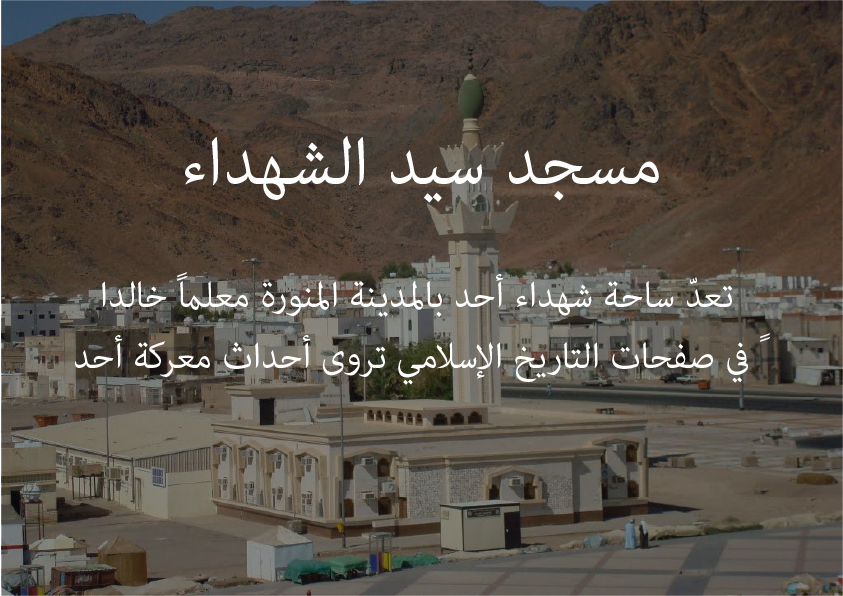 مسجد سيد الشهداء
تعدّ ساحة شهداء أحد بالمدينة المنورة معلماً خالدا
ً في صفحات التاريخ الإسلامي تروى أحداث معركة أحد